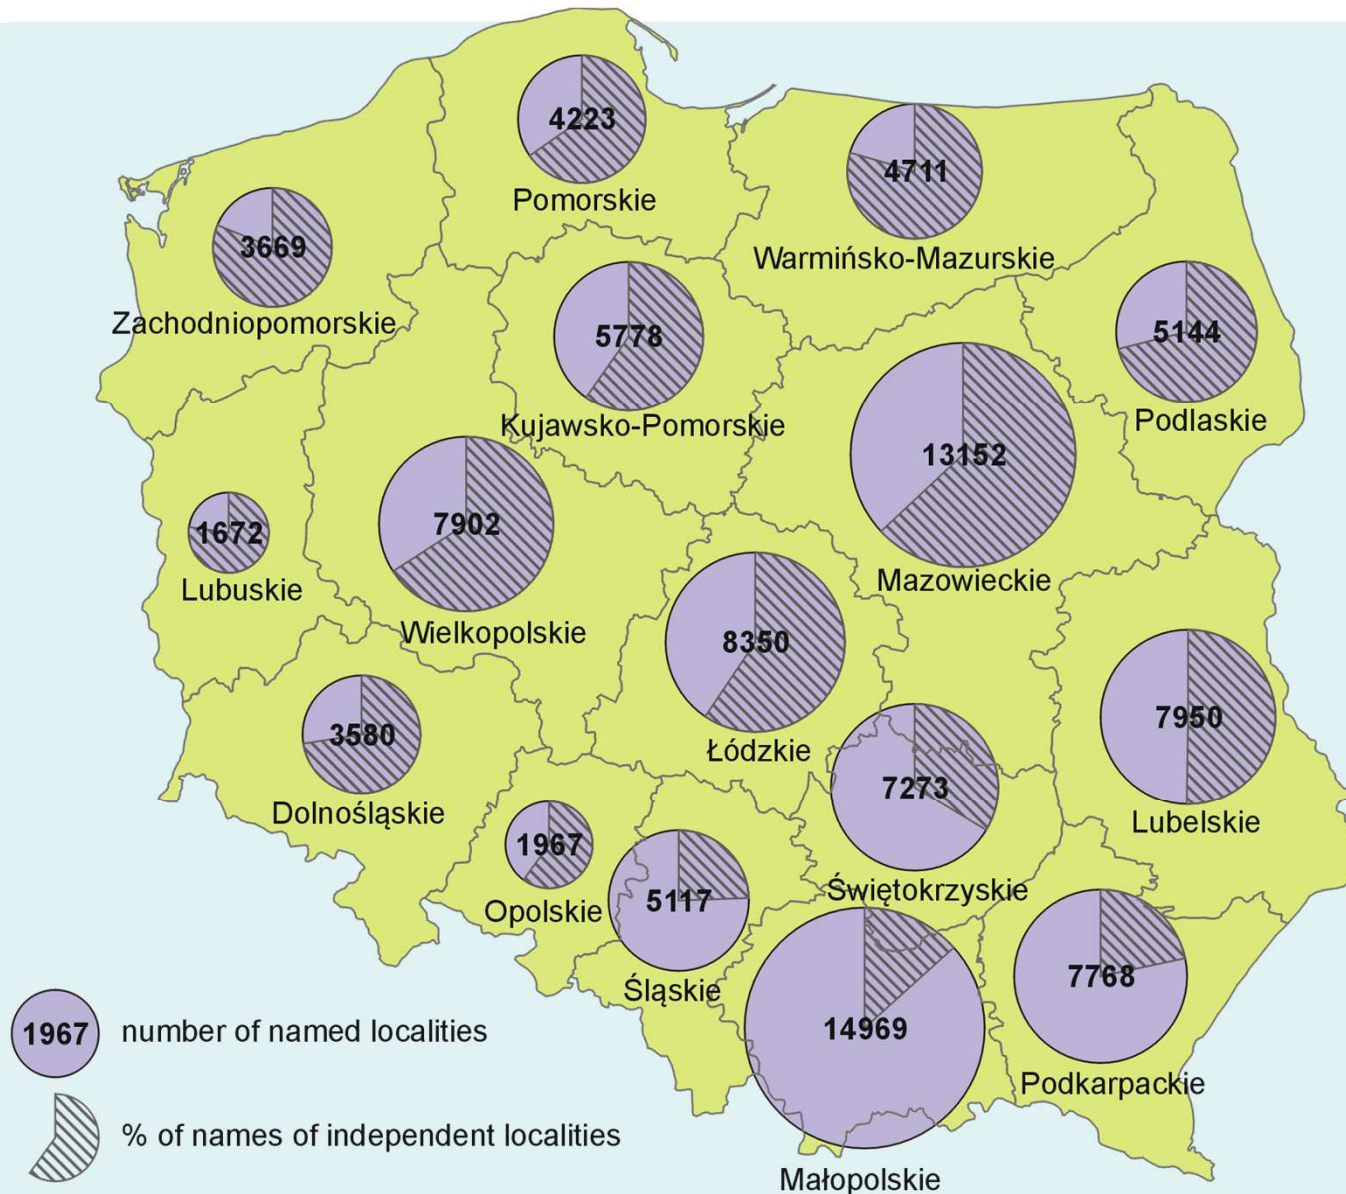 4223
Pomorskie
4711
Warmińsko-Mazurskie
3669
Zachodniopomorskie
5778
Kujawsko-Pomorskie
5144
Podlaskie
13152
Mazowieckie
1672
Lubuskie
7902
Wielkopolskie
8350
Łódzkie
7950
Lubelskie
3580
Dolnośląskie
7273
Świętokrzyskie
1967
Opolskie
5117
Śląskie
14969
Małopolskie
7768
Podkarpackie
1967 number of named localities
% of names of independent localities